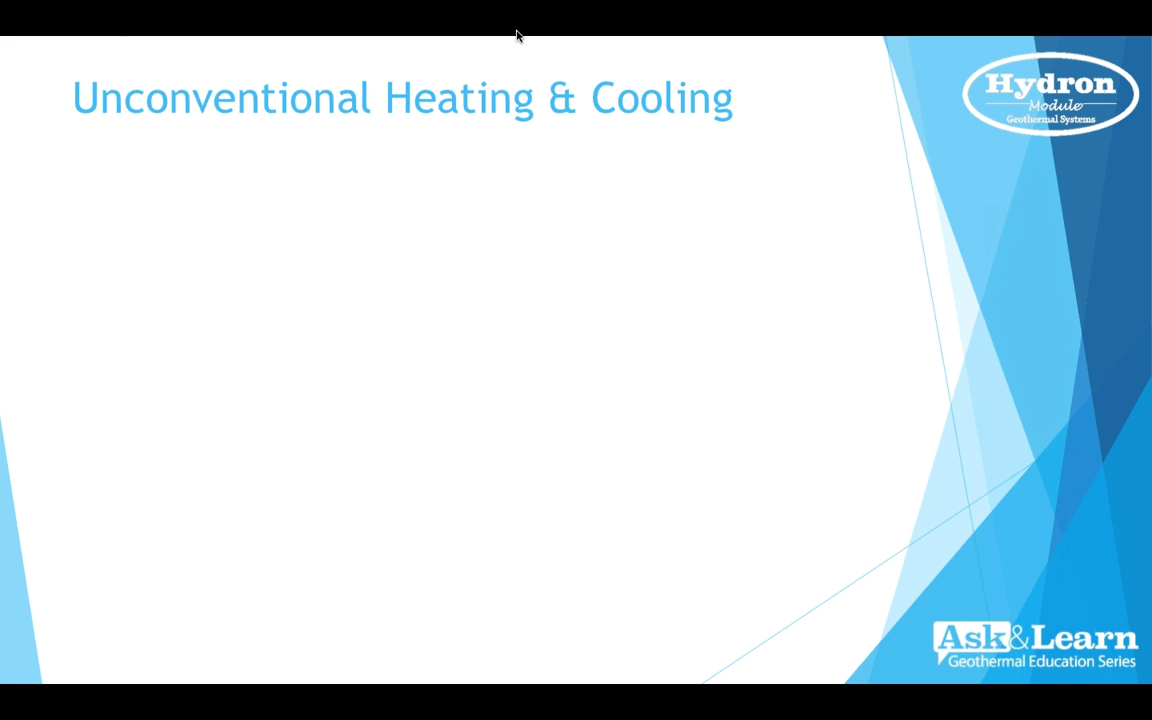 Unconventional Heating & Cooling
Hydron
Module
Geothermal Systems
Ask&Learn
Geothermal Education Series